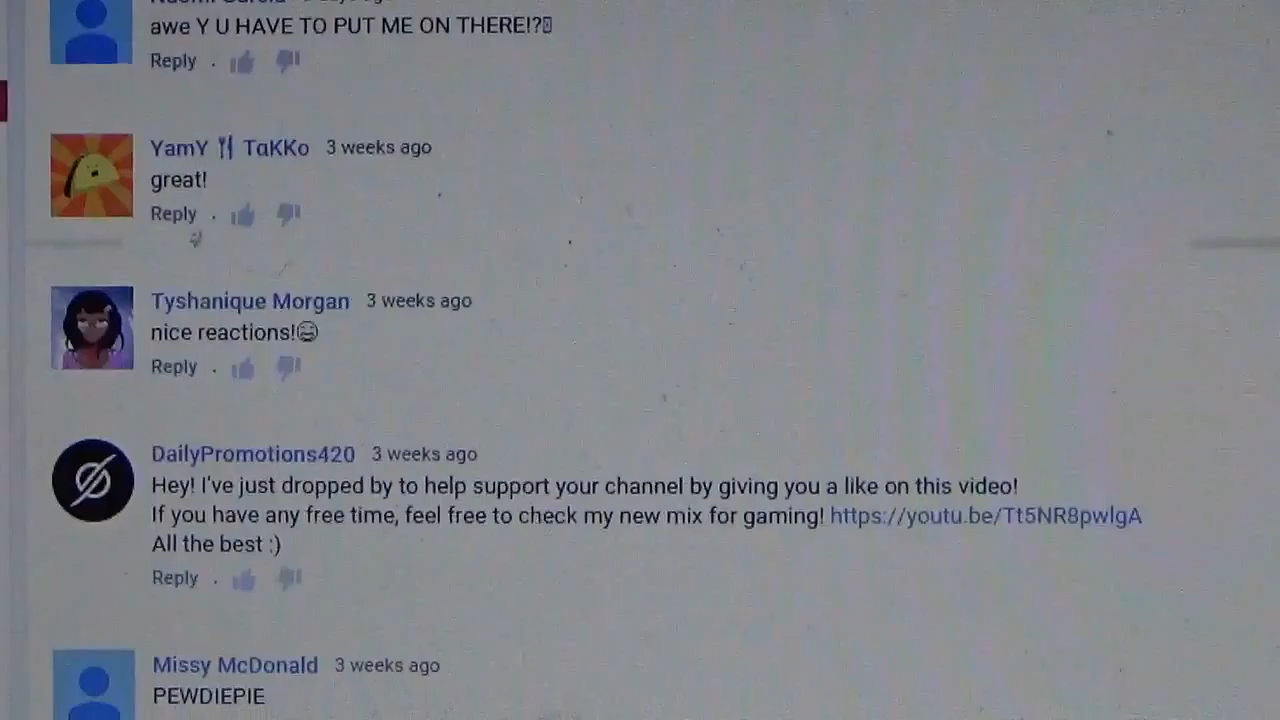 awe Y U HAVE TO PUT ME ON THERE!?
Reply .
YamY 🍴 TαKKo 3 weeks ago
great!
Reply .
Tyshanique Morgan 3 weeks ago
nice reactions!😄
Reply .
DailyPromotions420 3 weeks ago
Hey! I've just dropped by to help support your channel by giving you a like on this video!
If you have any free time, feel free to check my new mix for gaming! https://youtu.be/Tt5NR8pwlgA
All the best :)
Reply .
Missy McDonald 3 weeks ago
PEWDIEPIE